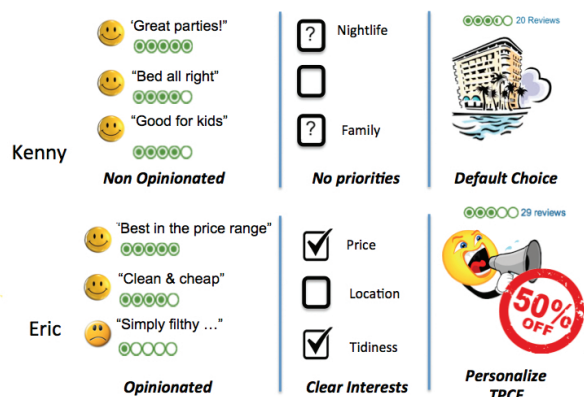 'Great parties!"
? Nightlife
20 Reviews
"Bed all right"
"Good for kids"
? Family
Kenny
Non Opinionated
No priorities
Default Choice
"Best in the price range"
Price
29 reviews
"Clean & cheap"
Location
50%
OFF
Eric
"Simply filthy ..."
Tidiness
Opinionated
Clear Interests
Personalize
TPCF